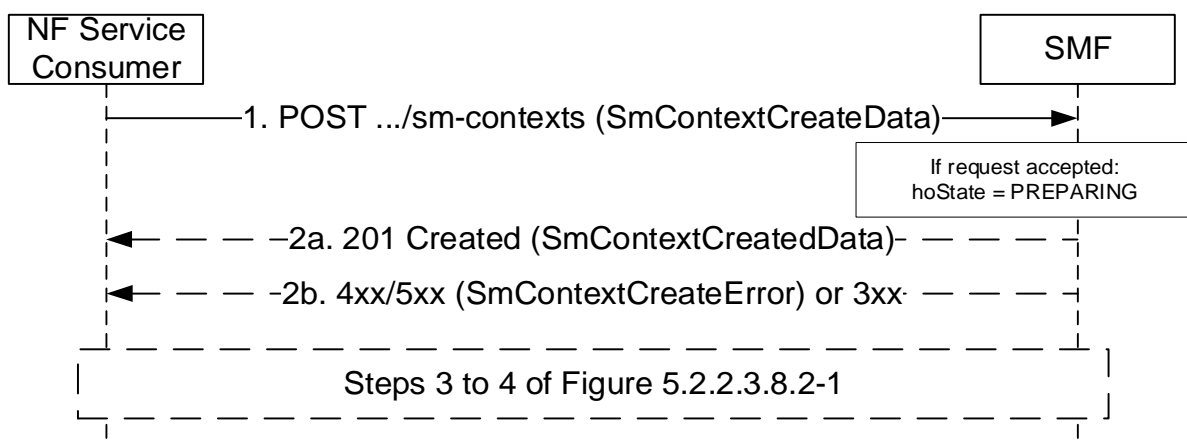 NF Service
Consumer
SMF
1. POST .../sm-contexts (SmContextCreateData)
If request accepted:
hoState = PREPARING
2a. 201 Created (SmContextCreatedData)
2b. 4xx/5xx (SmContextCreateError) or 3xx
Steps 3 to 4 of Figure 5.2.2.3.8.2-1